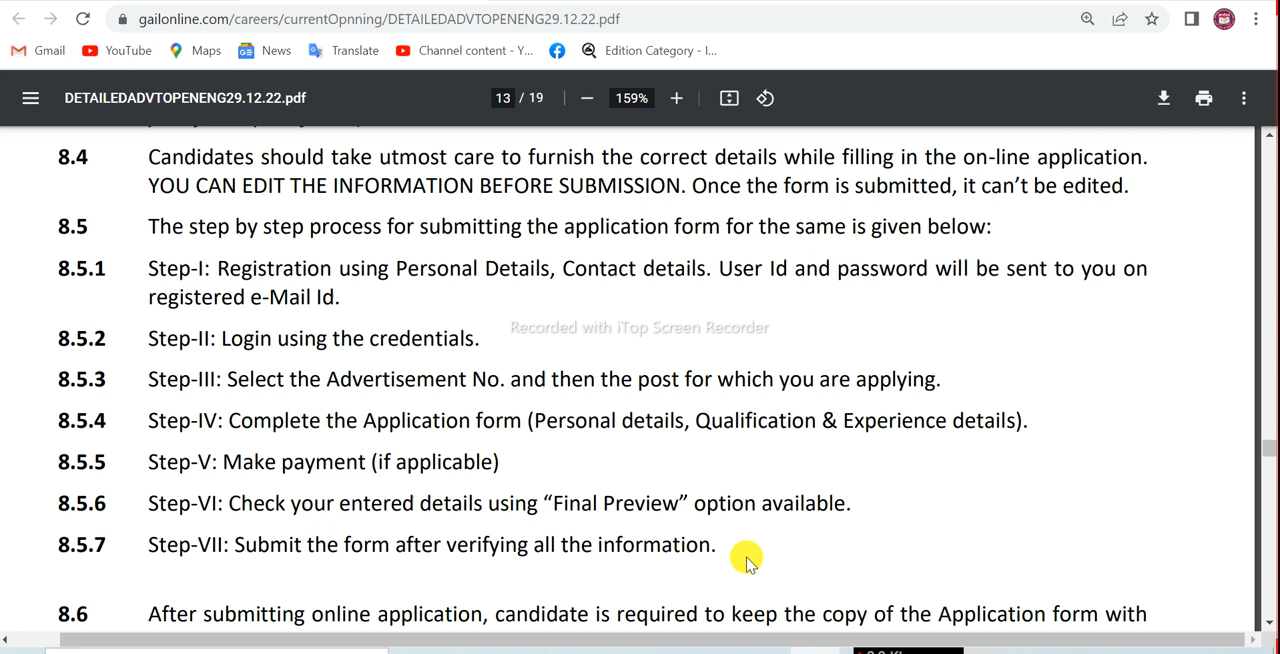 gailonline.com/careers/currentOpnning/DETAILEDADVTOPENENG29.12.22.pdf
Gmail YouTube Maps News Translate Channel content - Y... Edition Category - I...
DETAILEDADVTOPENENG29.12.22.pdf 13 / 19 159%
8.4 Candidates should take utmost care to furnish the correct details while filling in the on-line application.
YOU CAN EDIT THE INFORMATION BEFORE SUBMISSION. Once the form is submitted, it can't be edited.
8.5 The step by step process for submitting the application form for the same is given below:
8.5.1 Step-I: Registration using Personal Details, Contact details. User Id and password will be sent to you on
registered e-Mail Id.
Recorded with iTop Screen Recorder
8.5.2 Step-II: Login using the credentials.
8.5.3 Step-III: Select the Advertisement No. and then the post for which you are applying.
8.5.4 Step-IV: Complete the Application form (Personal details, Qualification & Experience details).
8.5.5 Step-V: Make payment (if applicable)
8.5.6 Step-VI: Check your entered details using “Final Preview” option available.
8.5.7 Step-VII: Submit the form after verifying all the information.
8.6 After submitting online application, candidate is required to keep the copy of the Application form with